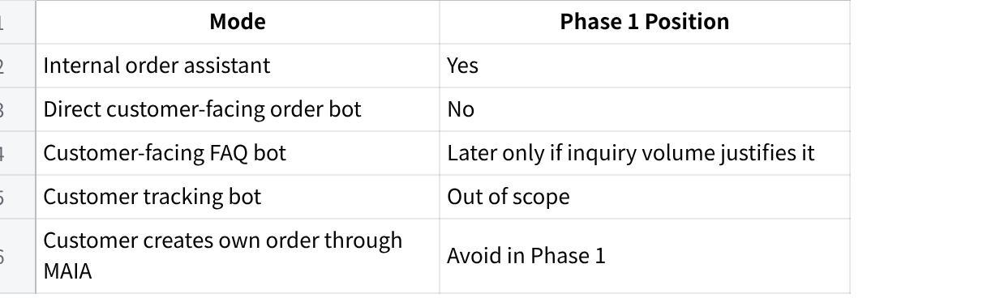 1 Mode Phase 1 Position
2 Internal order assistant Yes
3 Direct customer-facing order bot No
4 Customer-facing FAQ bot Later only if inquiry volume justifies it
5 Customer tracking bot Out of scope
6 Customer creates own order through
MAIA Avoid in Phase 1